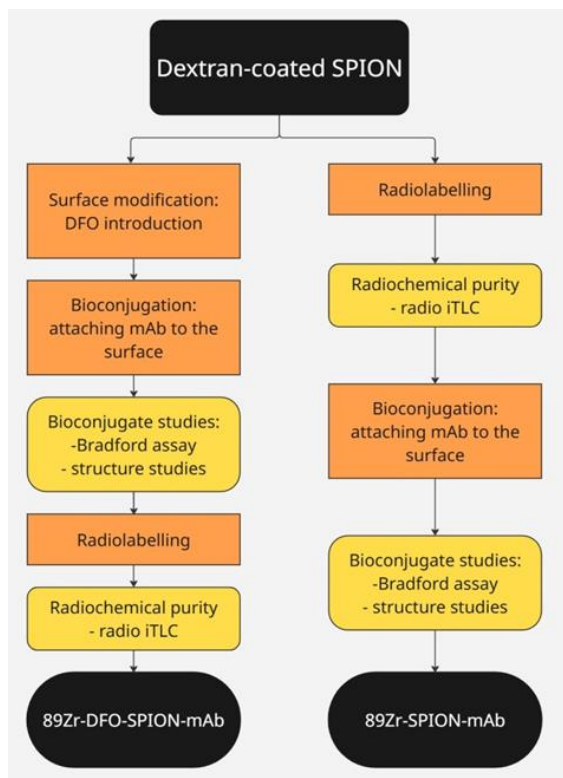 Dextran-coated SPION
Surface modification:
DFO introduction
Bioconjugation:
attaching mAb to the
surface
Bioconjugate studies:
-Bradford assay
- structure studies
Radiolabelling
Radiochemical purity
- radio iTLC
89Zr-DFO-SPION-mAb
Radiolabelling
Radiochemical purity
- radio iTLC
Bioconjugation:
attaching mAb to the
surface
Bioconjugate studies:
-Bradford assay
- structure studies
89Zr-SPION-mAb